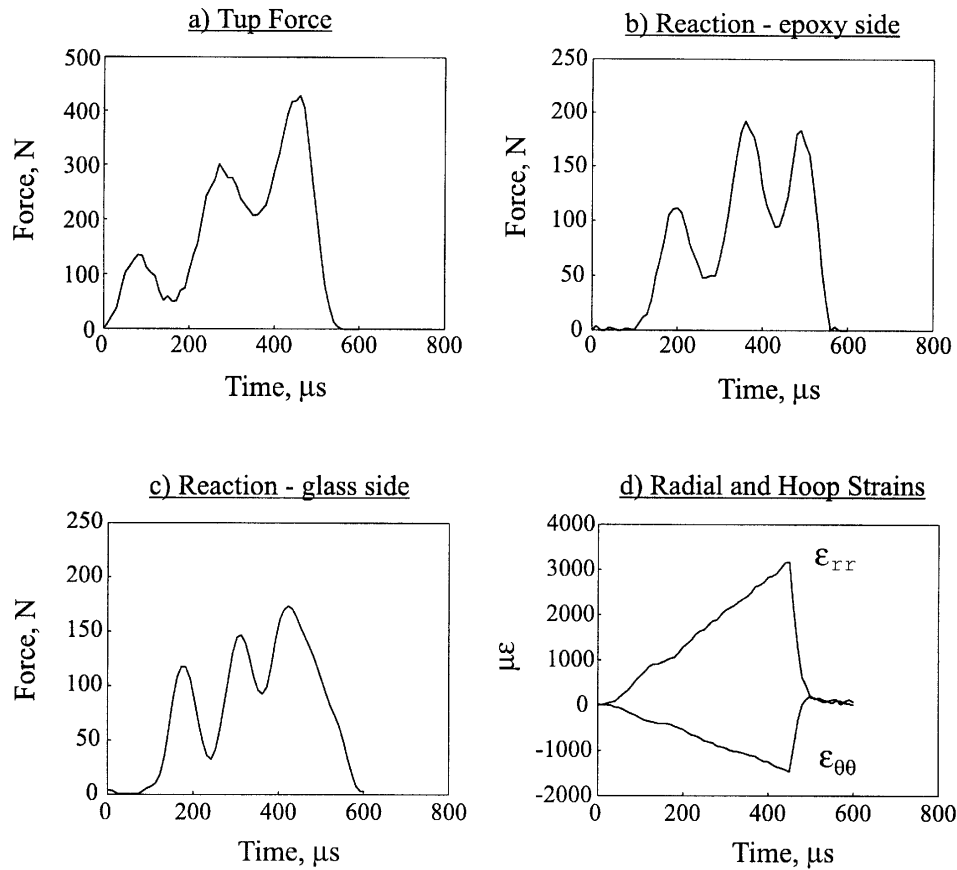 a) Tup Force
500
400
300
200
100
0
0 200 400 600 800
Force, N
Time, μs
b) Reaction - epoxy side
250
200
150
100
50
0
0 200 400 600 800
Force, N
Time, μs
c) Reaction - glass side
250
200
150
100
50
0
0 200 400 600 800
Force, N
Time, μs
d) Radial and Hoop Strains
4000
3000
2000
1000
0
-1000
-2000
0 200 400 600 800
με
εrr
εθθ
Time, μs